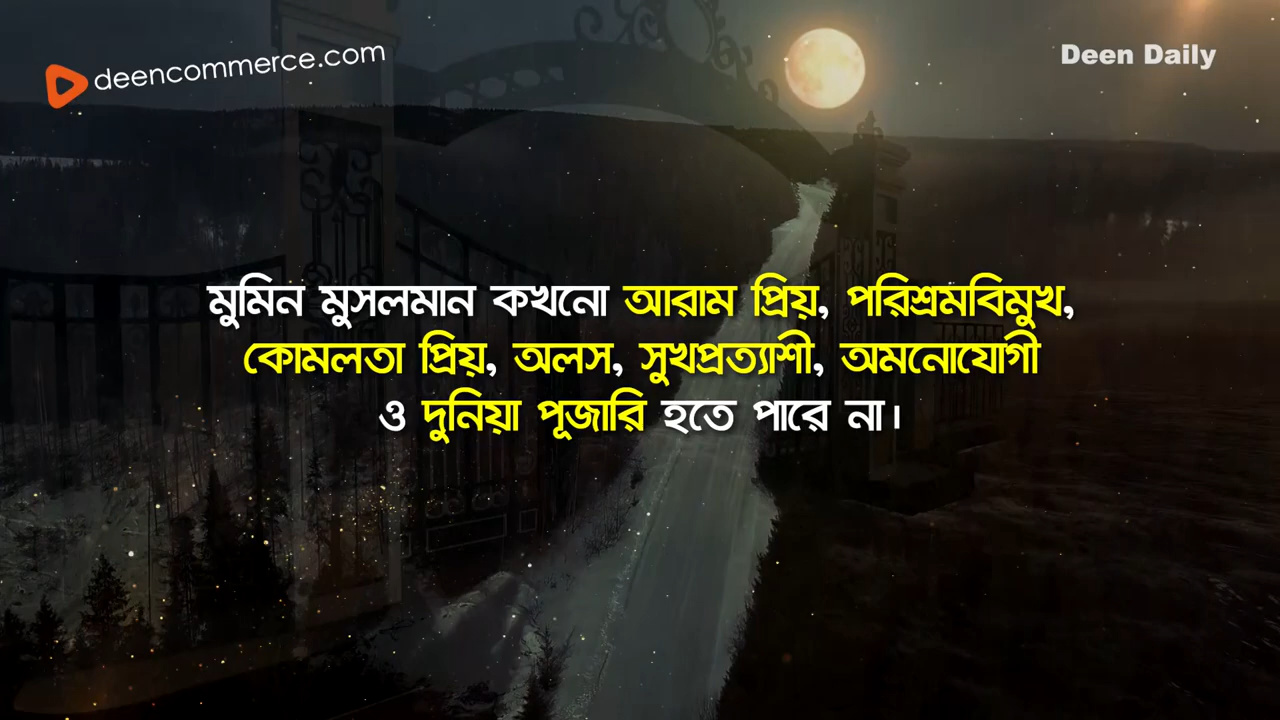 deencommerce.com
Deen Daily
মুমিন মুসলমান কখনো আরাম প্রিয়, পরিশ্রমবিমুখ,
কোমলতা প্রিয়, অলস, সুখপ্রত্যাশী, অমনোযোগী
ও দুনিয়া পূজারি হতে পারে না।